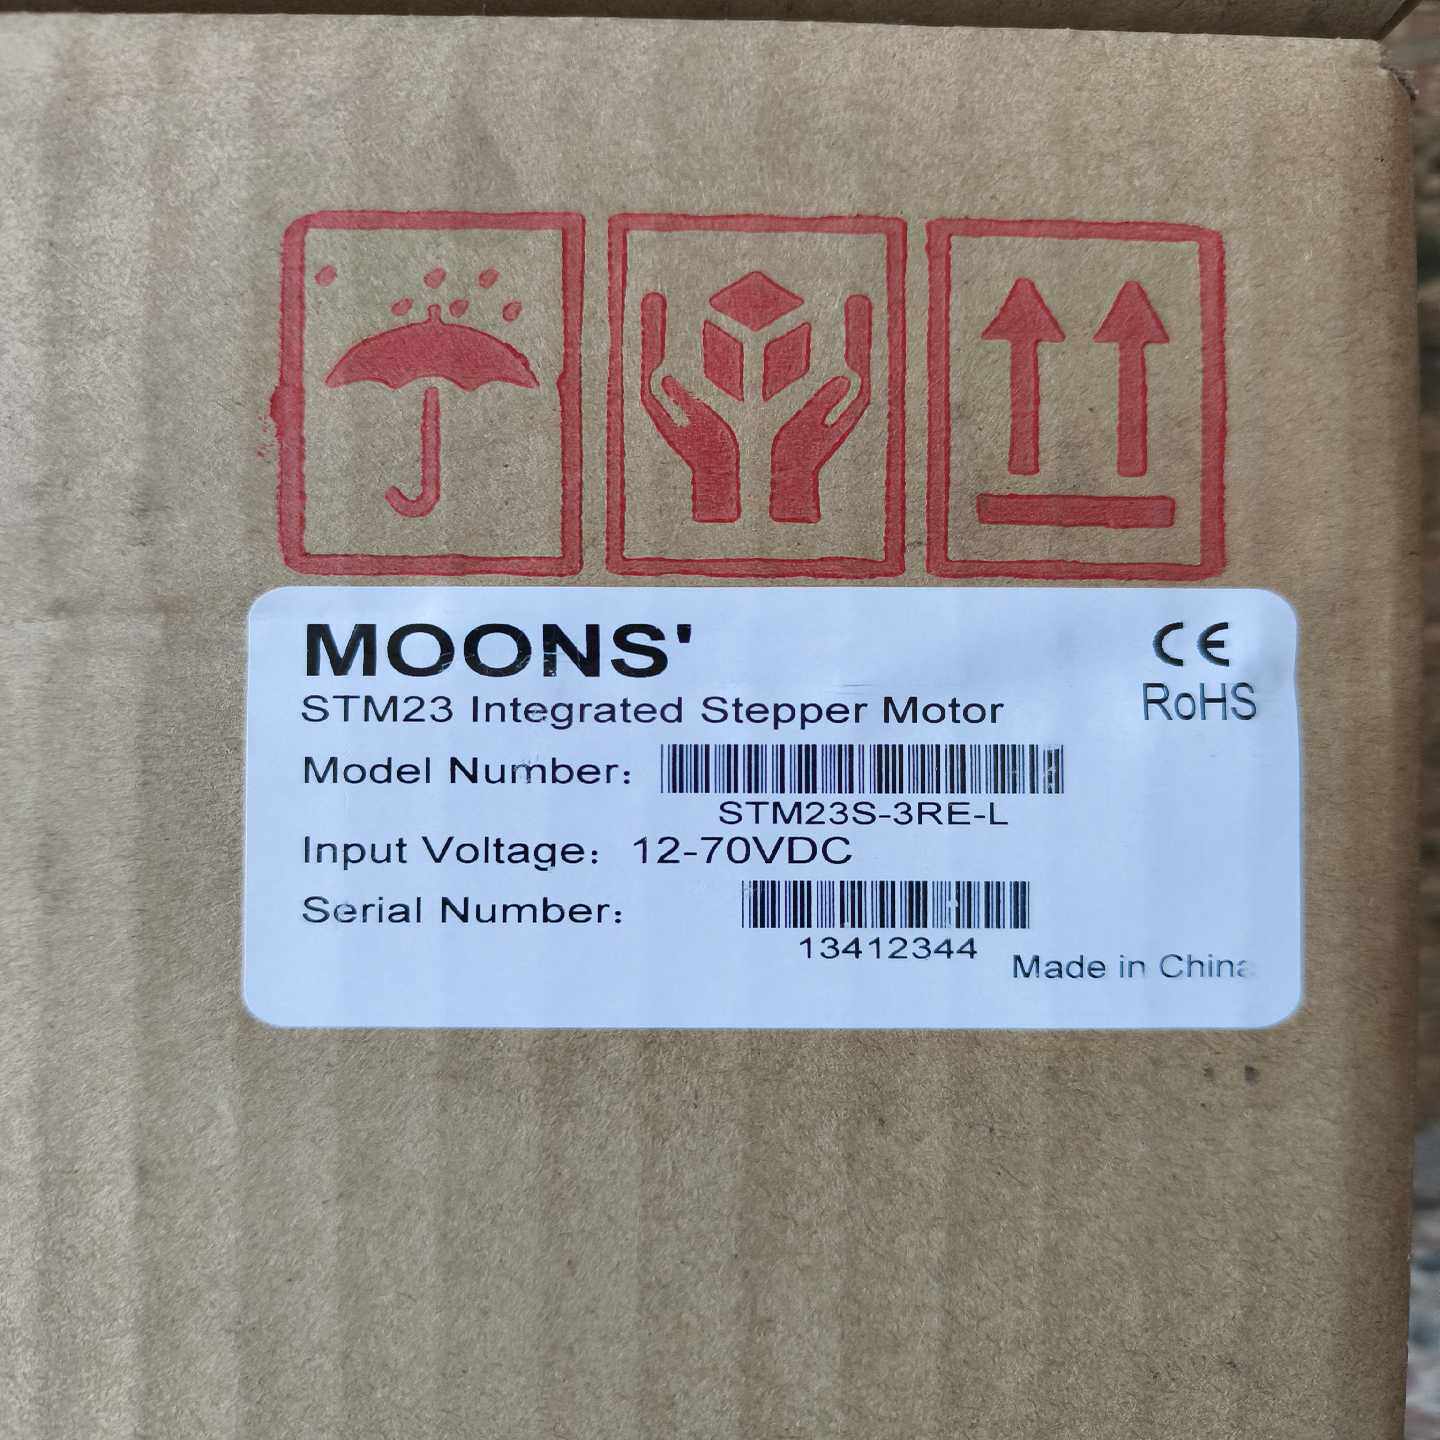 MOONS'
CE
STM23 Integrated Stepper Motor
RoHS
Model Number:
STM23S-3RE-L
Input Voltage: 12-70VDC
Serial Number:
13412344
Made in China